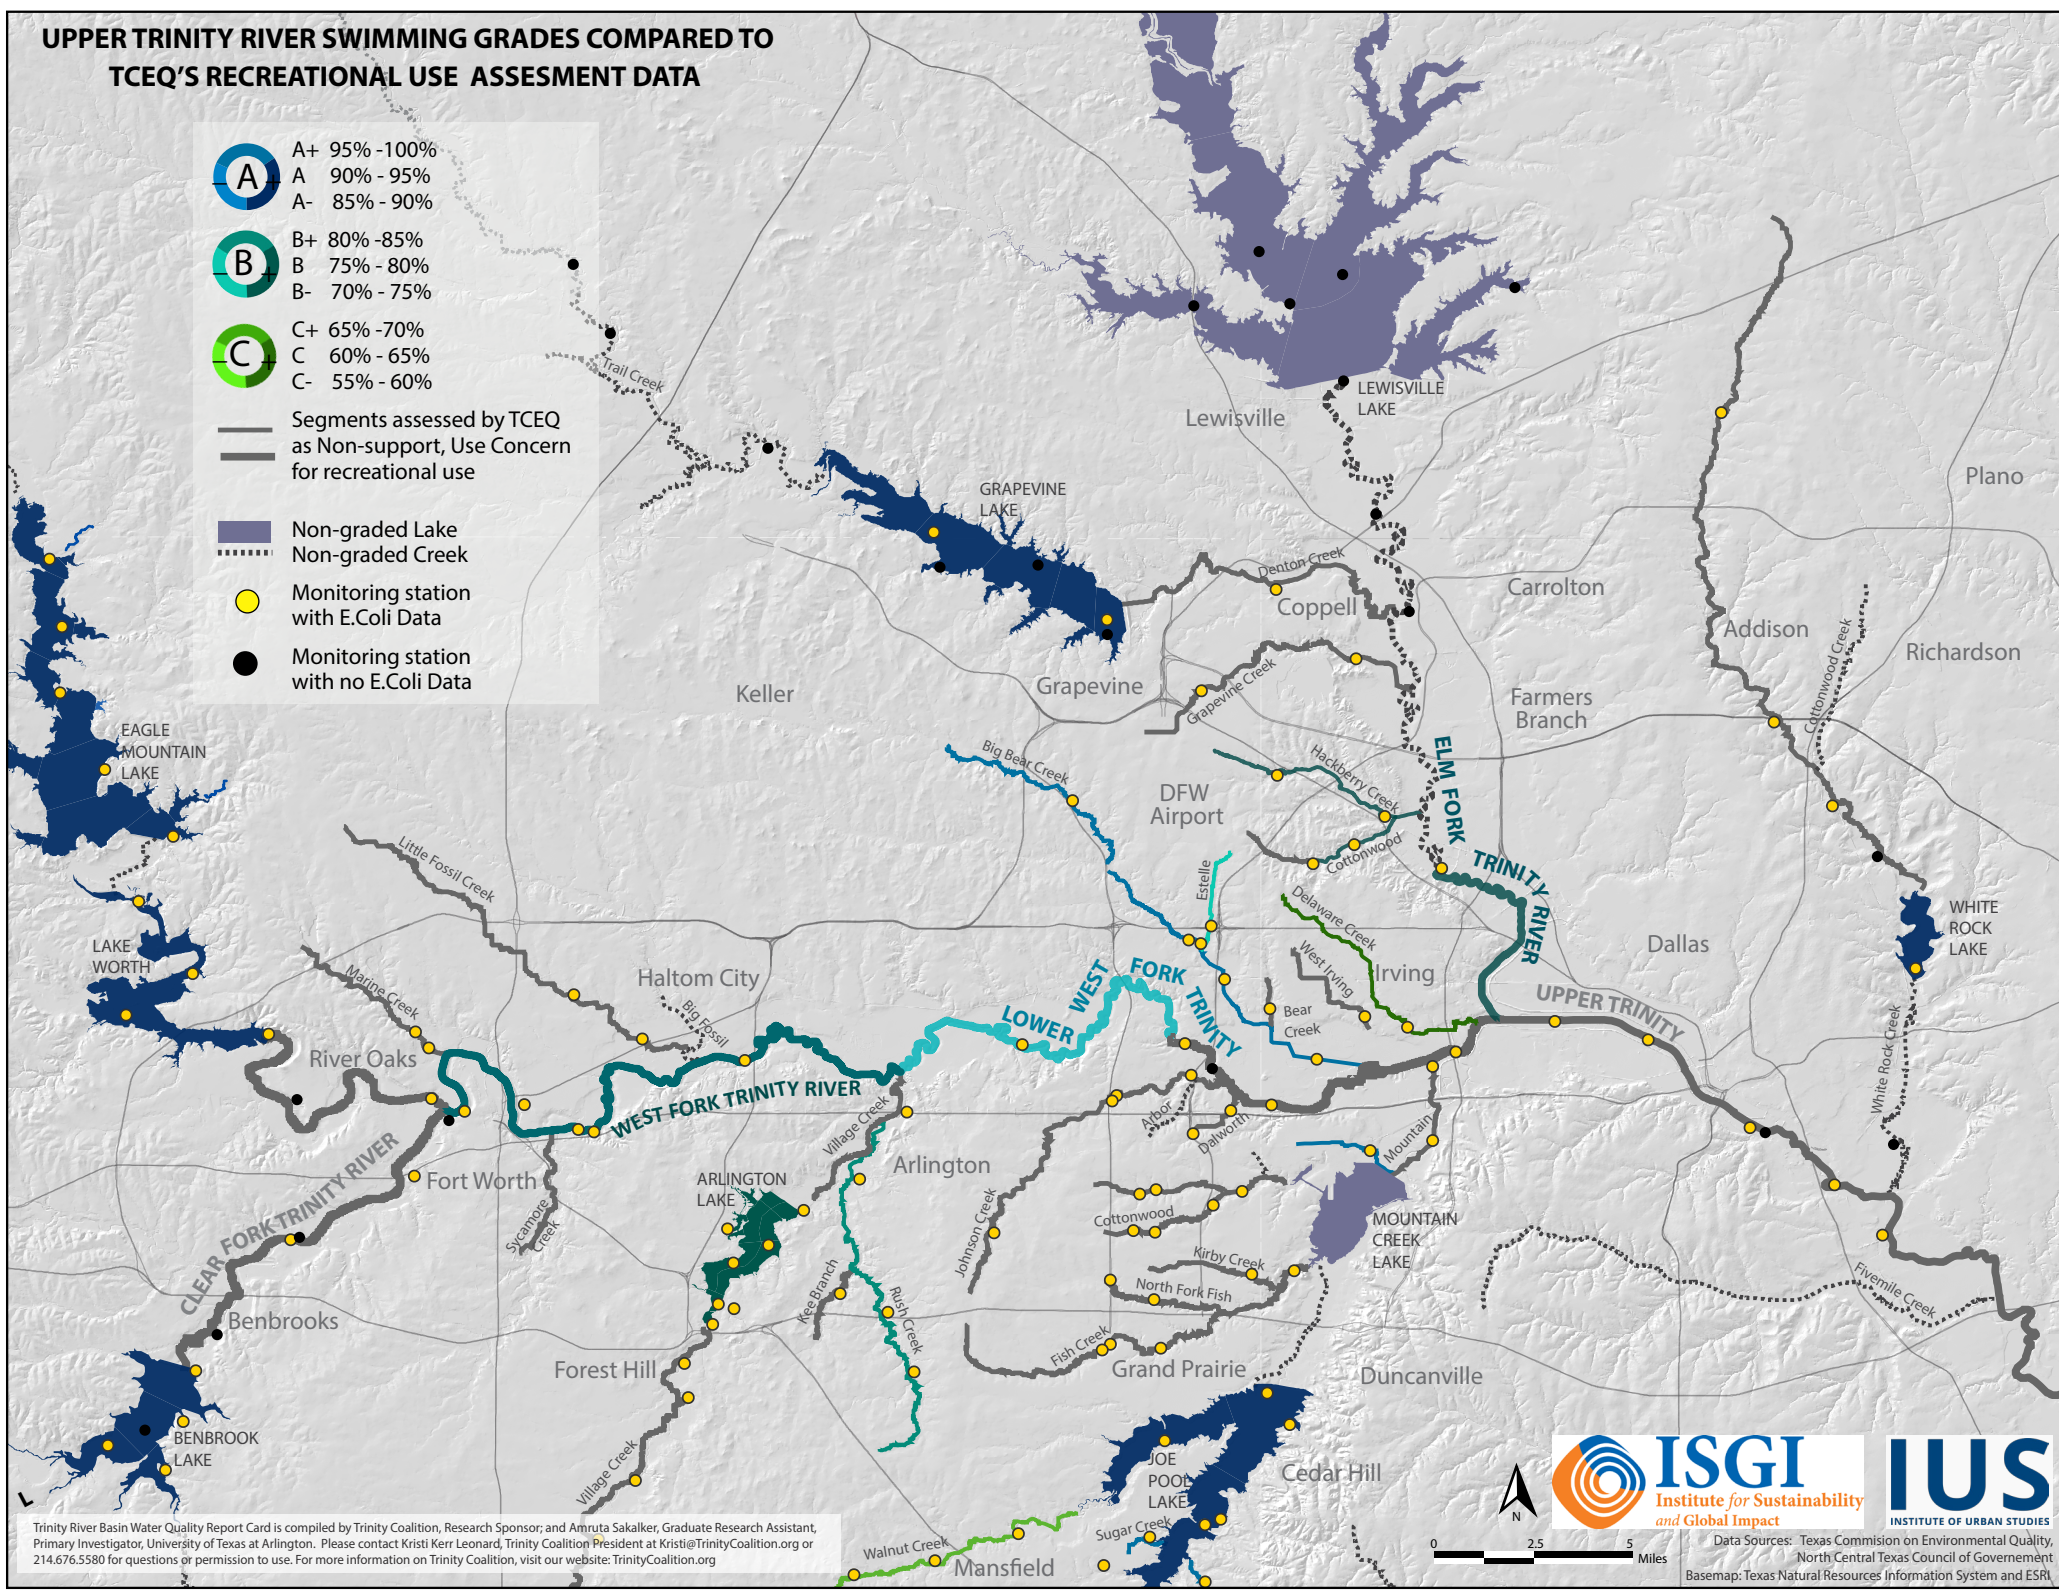 UPPER TRINITY RIVER SWIMMING GRADES COMPARED TO
TCEQ'S RECREATIONAL USE ASSESMENT DATA
A
+
−
A+ 95% -100%
A 90% - 95%
A- 85% - 90%
B
+
−
B+ 80% -85%
B 75% - 80%
B- 70% - 75%
C
+
−
C+ 65% -70%
C 60% - 65%
C- 55% - 60%
Segments assessed by TCEQ
as Non-support, Use Concern
for recreational use
Non-graded Lake
Non-graded Creek
Monitoring station
with E.Coli Data
Monitoring station
with no E.Coli Data
Trail Creek
LEWISVILLE
LAKE
Lewisville
Plano
GRAPEVINE
LAKE
Denton Creek
Coppell
Carrolton
Addison
Cottonwood Creek
Richardson
Keller
Grapevine
Grapevine Creek
Farmers
Branch
EAGLE
MOUNTAIN
LAKE
Big Bear Creek
Hackberry Creek
ELM FORK
TRINITY
RIVER
DFW
Airport
Cottonwood
Little Fossil Creek
Estelle
Delaware Creek
WHITE
ROCK
LAKE
LAKE
WORTH
Dallas
Marine Creek
Haltom City
Big Fossil
West Irving
Irving
LOWER
WEST
FORK
TRINITY
Bear
Creek
UPPER TRINITY
River Oaks
WEST FORK TRINITY RIVER
White Rock Creek
Village Creek
Arbor
Dalworth
Mountain
CLEAR FORK TRINITY RIVER
Fort Worth
ARLINGTON
LAKE
Arlington
Sycamore
Creek
Johnson Creek
Cottonwood
MOUNTAIN
CREEK
LAKE
Kirby Creek
North Fork Fish
Kee Branch
Rush Creek
Fivemile Creek
Benbrooks
Fish Creek
Forest Hill
Grand Prairie
Duncanville
BENBROOK
LAKE
Village Creek
JOE
POOL
LAKE
Cedar Hill
Sugar Creek
Walnut Creek
Mansfield
L
N
0 2.5 5
Miles
ISGI
Institute for Sustainability
and Global Impact
IUS
INSTITUTE OF URBAN STUDIES
Trinity River Basin Water Quality Report Card is compiled by Trinity Coalition, Research Sponsor; and Amruta Sakalker, Graduate Research Assistant,
Primary Investigator, University of Texas at Arlington. Please contact Kristi Kerr Leonard, Trinity Coalition President at Kristi@TrinityCoalition.org or
214.676.5580 for questions or permission to use. For more information on Trinity Coalition, visit our website: TrinityCoalition.org
Data Sources: Texas Commision on Environmental Quality,
North Central Texas Council of Governement
Basemap: Texas Natural Resources Information System and ESRI